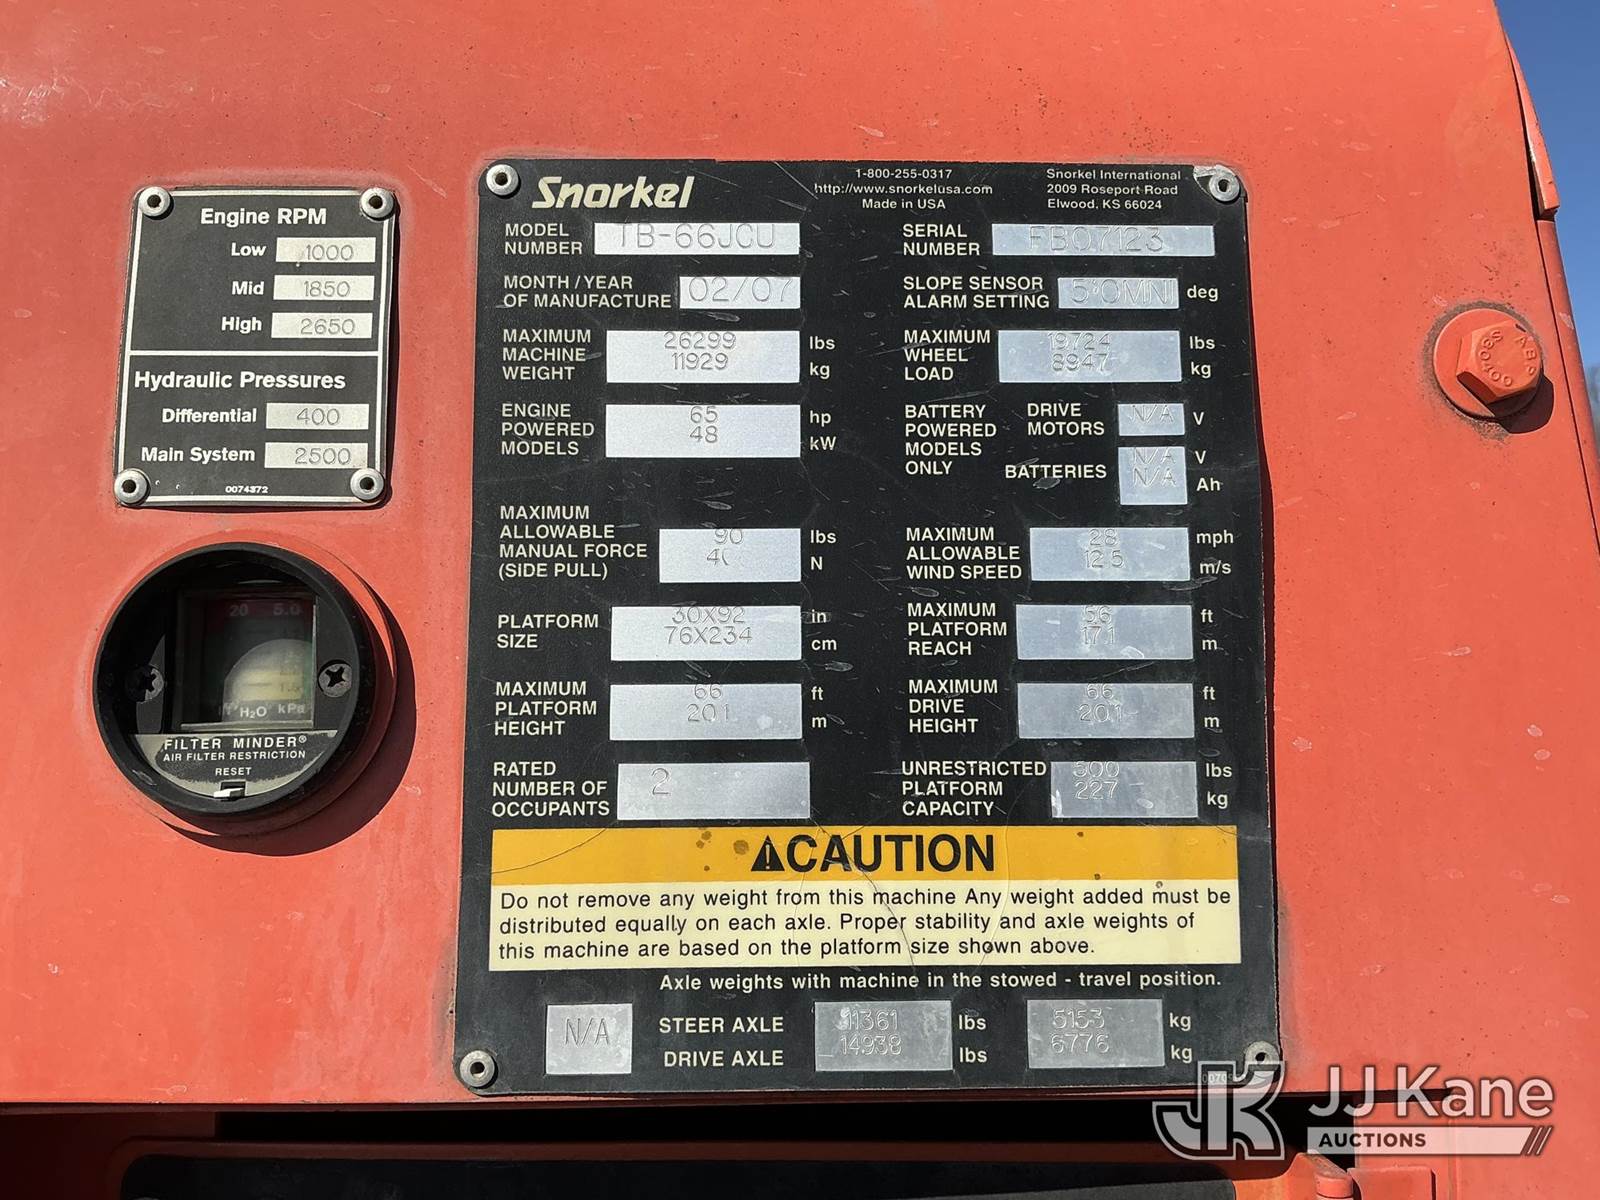 Engine RPM
Low 1000
Mid 1850
High 2650
Hydraulic Pressures
Differential 400
Main System 2500
0074372
20 5.0
H₂O kPa
FILTER MINDER®
AIR FILTER RESTRICTION
RESET
Snorkel
1-800-255-0317
http://www.snorkelusa.com
Made in USA
Snorkel International
2009 Roseport Road
Elwood, KS 66024
MODEL
NUMBER
TB-66JCU
SERIAL
NUMBER
FB07123
MONTH/YEAR
OF MANUFACTURE
02/07
SLOPE SENSOR
ALARM SETTING
deg
MAXIMUM
MACHINE
WEIGHT
26299 lbs
11929 kg
MAXIMUM
WHEEL
LOAD
19724 lbs
8947 kg
ENGINE
POWERED
MODELS
65 hp
48 kW
BATTERY
POWERED
MODELS
ONLY
DRIVE
MOTORS
N/A V
BATTERIES
N/A V
N/A Ah
MAXIMUM
ALLOWABLE
MANUAL FORCE
(SIDE PULL)
90 lbs
N
MAXIMUM
ALLOWABLE
WIND SPEED
28 mph
12.5 m/s
PLATFORM
SIZE
30X92 in
76X234 cm
MAXIMUM
PLATFORM
REACH
56 ft
17.1 m
MAXIMUM
PLATFORM
HEIGHT
66 ft
20.1 m
MAXIMUM
DRIVE
HEIGHT
66 ft
20.1 m
RATED
NUMBER OF
OCCUPANTS
2
UNRESTRICTED
PLATFORM
CAPACITY
500 lbs
227 kg
CAUTION
Do not remove any weight from this machine Any weight added must be
distributed equally on each axle. Proper stability and axle weights of
this machine are based on the platform size shown above.
Axle weights with machine in the stowed - travel position.
N/A
STEER AXLE 11361 lbs 5153 kg
DRIVE AXLE 14938 lbs 6776 kg
JK
JJ Kane
AUCTIONS